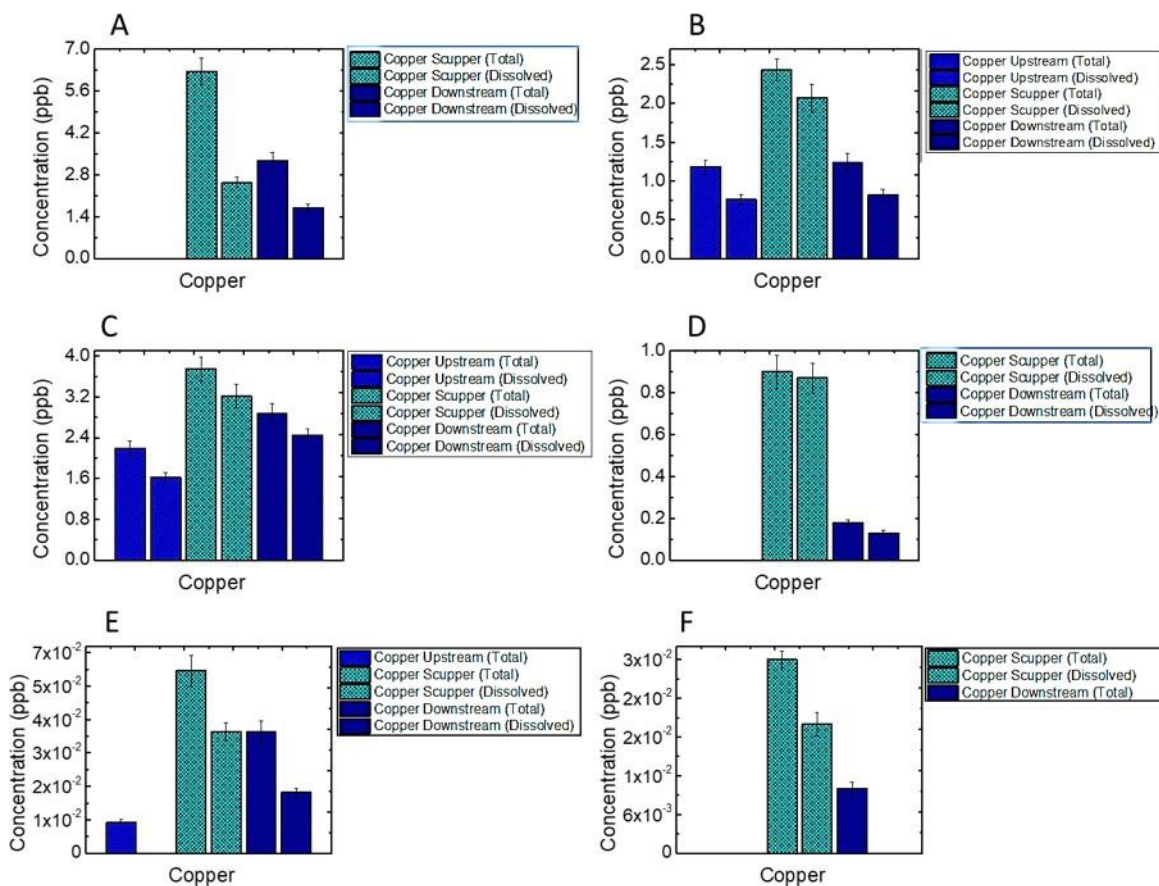 A
7.0
5.6
4.2
2.8
1.4
0.0
Concentration (ppb)
Copper
Copper Scupper (Total)
Copper Scupper (Dissolved)
Copper Downstream (Total)
Copper Downstream (Dissolved)
B
2.5
2.0
1.5
1.0
0.5
0.0
Concentration (ppb)
Copper
Copper Upstream (Total)
Copper Upstream (Dissolved)
Copper Scupper (Total)
Copper Scupper (Dissolved)
Copper Downstream (Total)
Copper Downstream (Dissolved)
C
4.0
3.2
2.4
1.6
0.8
0.0
Concentration (ppb)
Copper
Copper Upstream (Total)
Copper Upstream (Dissolved)
Copper Scupper (Total)
Copper Scupper (Dissolved)
Copper Downstream (Total)
Copper Downstream (Dissolved)
D
1.0
0.8
0.6
0.4
0.2
0.0
Concentration (ppb)
Copper
Copper Scupper (Total)
Copper Scupper (Dissolved)
Copper Downstream (Total)
Copper Downstream (Dissolved)
E
7x10⁻²
5x10⁻²
4x10⁻²
3x10⁻²
2x10⁻²
1x10⁻²
0
Concentration (ppb)
Copper
Copper Upstream (Total)
Copper Scupper (Total)
Copper Scupper (Dissolved)
Copper Downstream (Total)
Copper Downstream (Dissolved)
F
3x10⁻²
2x10⁻²
2x10⁻²
1x10⁻²
6x10⁻³
0
Concentration (ppb)
Copper
Copper Scupper (Total)
Copper Scupper (Dissolved)
Copper Downstream (Total)